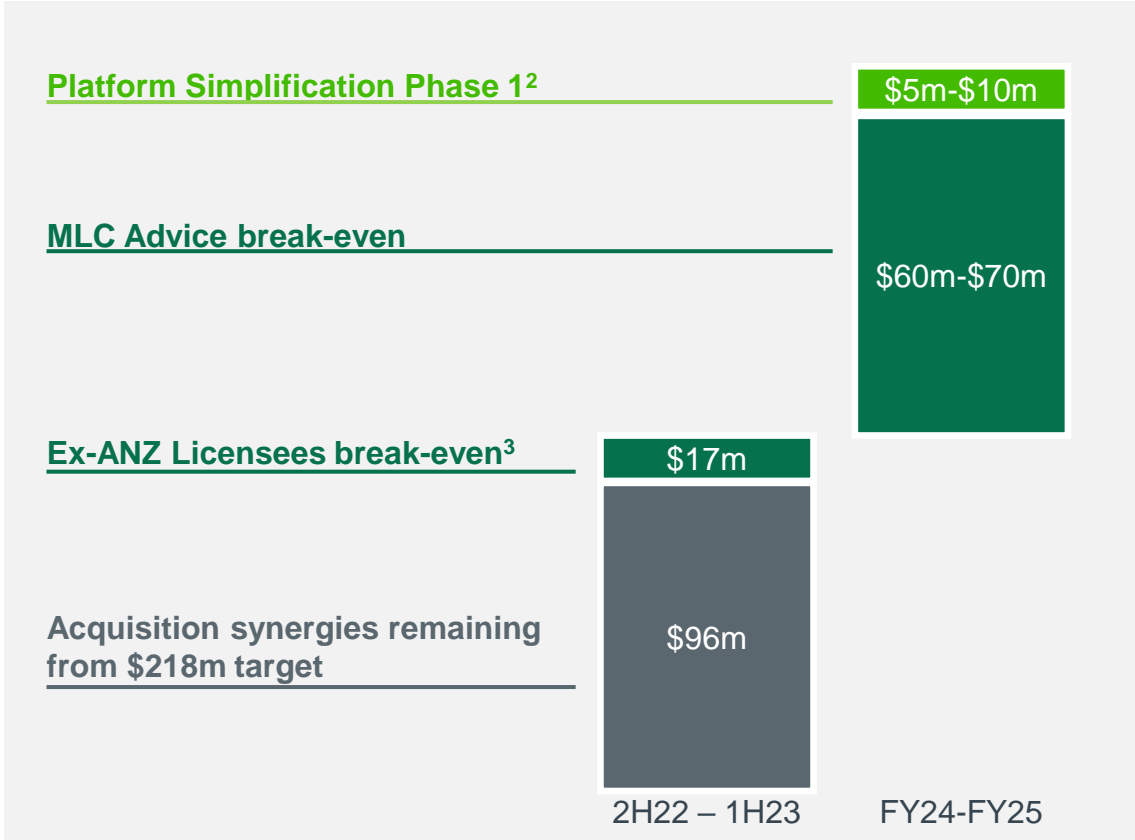 Platform Simplification Phase 1²
$5m-$10m
MLC Advice break-even
$60m-$70m
Ex-ANZ Licensees break-even³
$17m
Acquisition synergies remaining
from $218m target
$96m
2H22 – 1H23
FY24-FY25